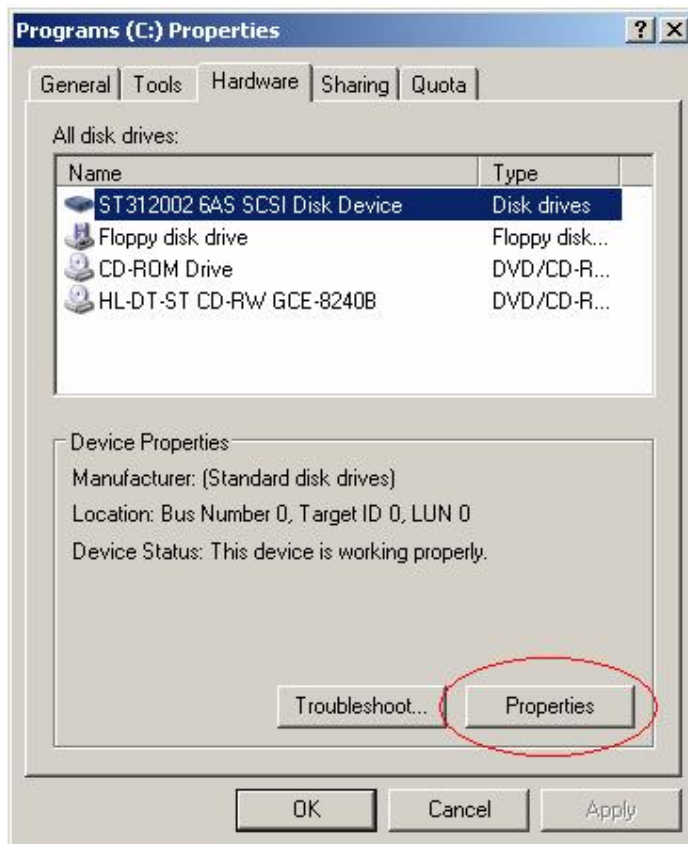 Programs (C:) Properties
General Tools Hardware Sharing Quota
All disk drives:
Name Type
ST312002 6AS SCSI Disk Device Disk drives
Floppy disk drive Floppy disk...
CD-ROM Drive DVD/CD-R...
HL-DT-ST CD-RW GCE-8240B DVD/CD-R...
Device Properties
Manufacturer: (Standard disk drives)
Location: Bus Number 0, Target ID 0, LUN 0
Device Status: This device is working properly.
Troubleshoot... Properties
OK Cancel Apply